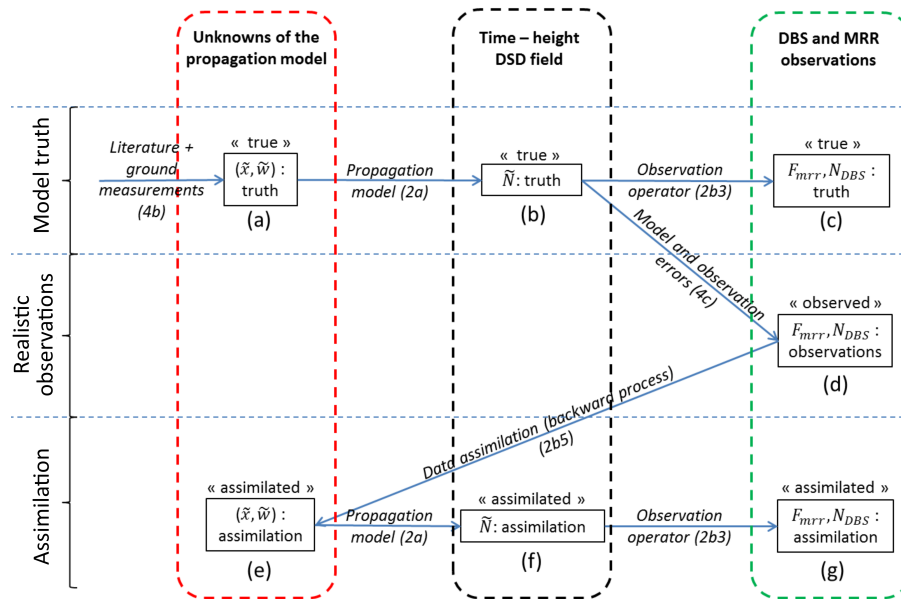 Unknowns of the
propagation model
Time – height
DSD field
DBS and MRR
observations
Model truth
Literature +
ground
measurements
(4b)
« true »
(x̃, w̃) :
truth
(a)
Propagation
model (2a)
« true »
Ñ: truth
(b)
Observation
operator (2b3)
« true »
F_mrr, N_DBS :
truth
(c)
Model and observation
errors (4c)
Realistic
observations
« observed »
F_mrr, N_DBS :
observations
(d)
Data assimilation (backward process)
(2b5)
Assimilation
« assimilated »
(x̃, w̃) :
assimilation
(e)
Propagation
model (2a)
« assimilated »
Ñ: assimilation
(f)
Observation
operator (2b3)
« assimilated »
F_mrr, N_DBS :
assimilation
(g)